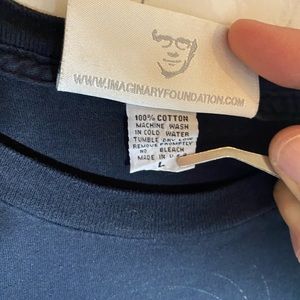 WWW.IMAGINARYFOUNDATION.COM
100% COTTON
MACHINE WASH
IN COLD WATER
TUMBLE DRY LOW
REMOVE PROMPTLY
NO BLEACH
MADE IN U.S.A
L